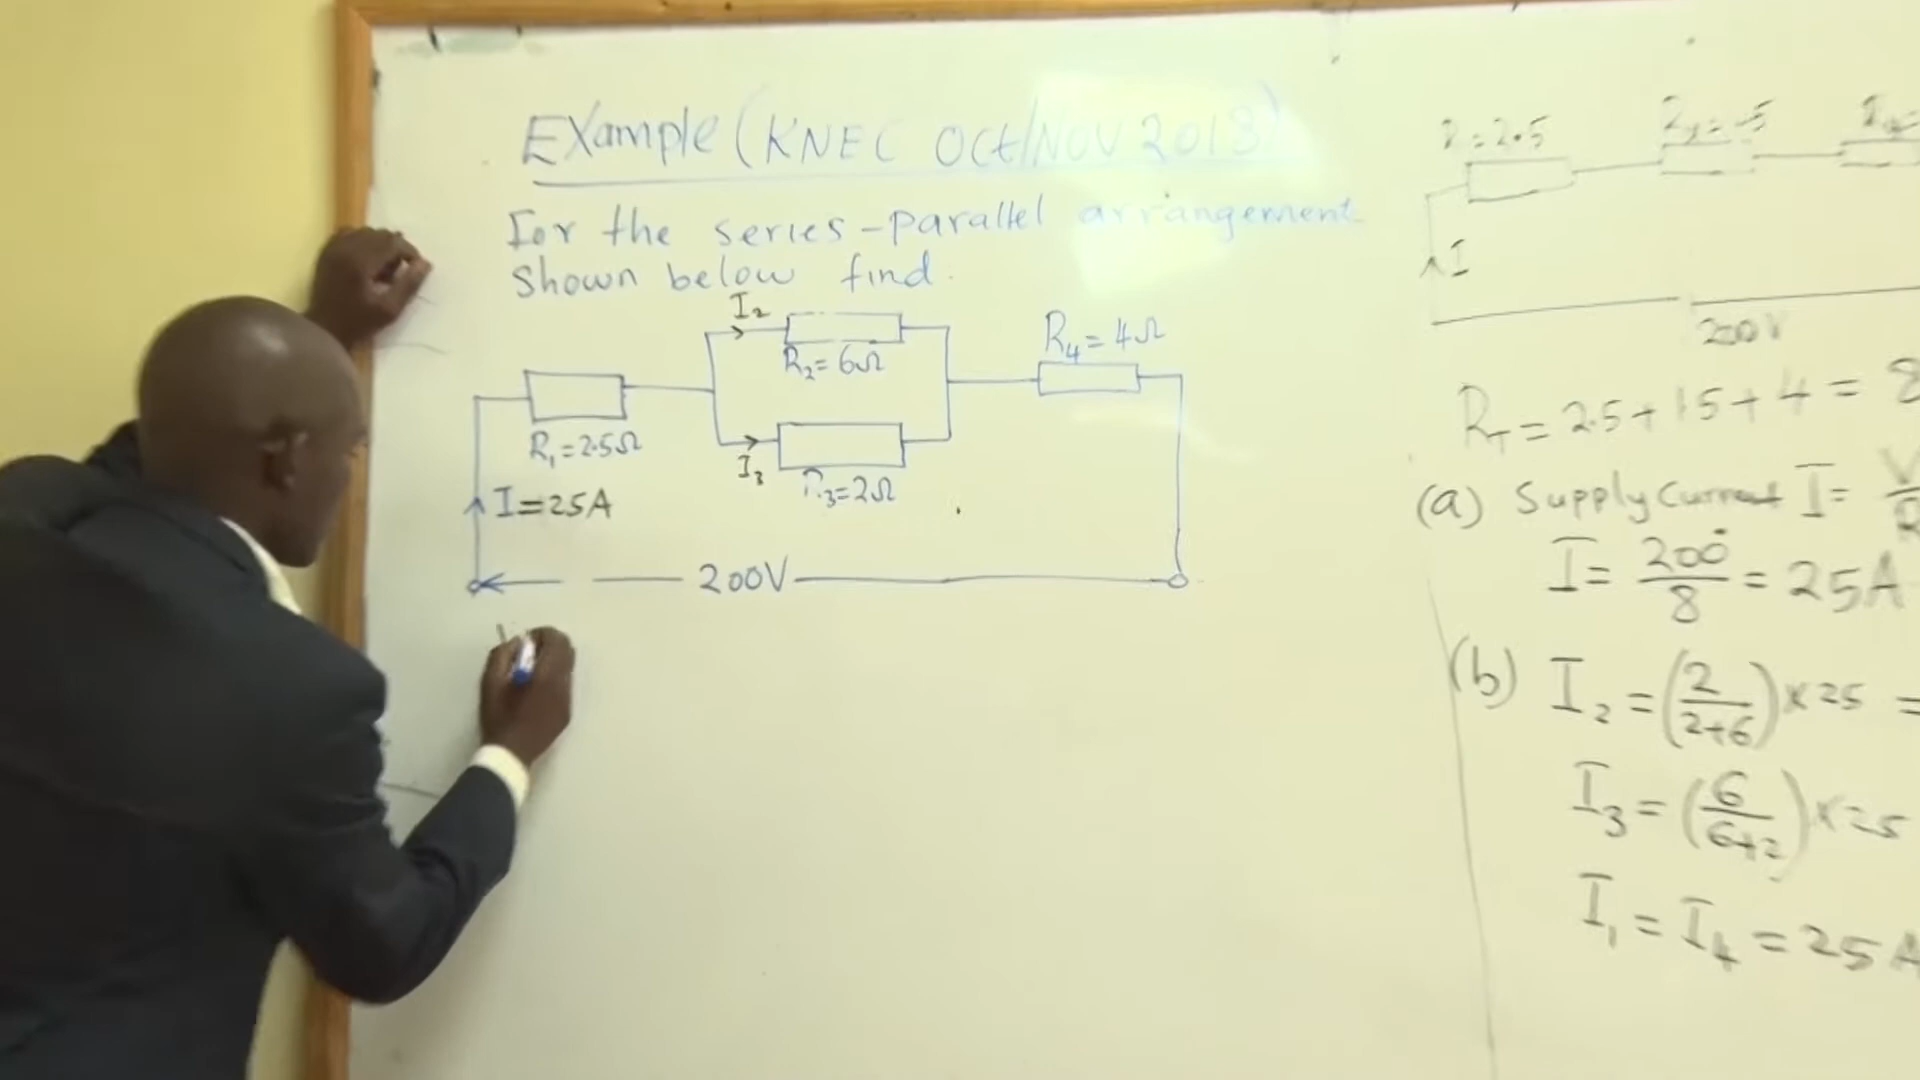 Example (KNEC Oct/Nov 2018)
For the series-parallel arrangement
shown below find.
I₂
R₂=6Ω
R₄=4Ω
R₁=2.5Ω
I₃
R₃=2Ω
I=25A
200V
=2.5
I
200V
R_T=2.5+1.5+4=8
(a) Supply Current I=V/R
I=200/8=25A
(b) I₂=(2/2+6)×25=
I₃=(6/6+2)×25
I₁=I₄=25A